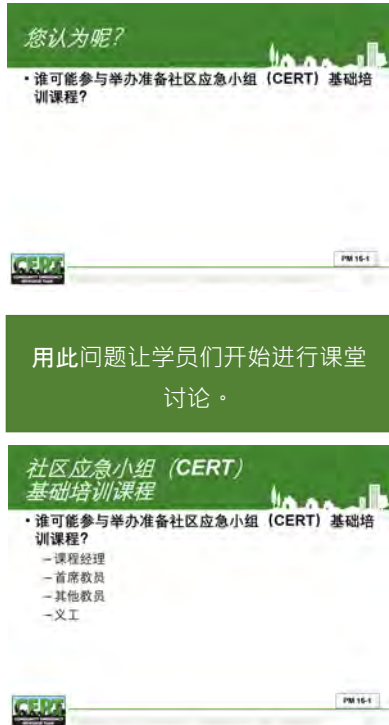 您认为呢?
• 谁可能参与举办准备社区应急小组（CERT）基础培
训课程?
CERT
PM 16-1
用此问题让学员们开始进行课堂
讨论。
社区应急小组（CERT）
基础培训课程
• 谁可能参与举办准备社区应急小组（CERT）基础培
训课程?
– 课程经理
– 首席教员
– 其他教员
– 义工
CERT
PM 16-1